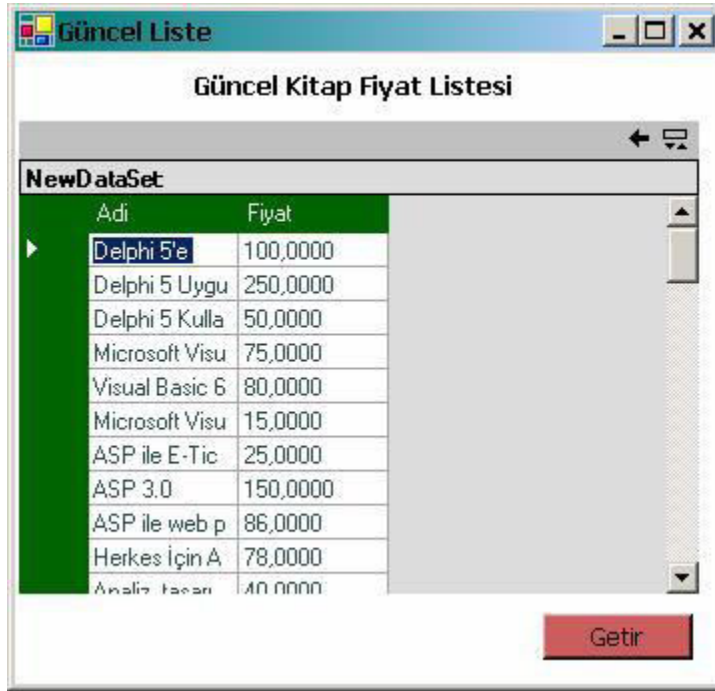 Güncel Liste
Güncel Kitap Fiyat Listesi
NewDataSet
Adi Fiyat
Delphi 5'e 100,0000
Delphi 5 Uygu 250,0000
Delphi 5 Kulla 50,0000
Microsoft Visu 75,0000
Visual Basic 6 80,0000
Microsoft Visu 15,0000
ASP ile E-Tic 25,0000
ASP 3.0 150,0000
ASP ile web p 86,0000
Herkes İçin A 78,0000
Analiz, tasarı 40,0000
Getir